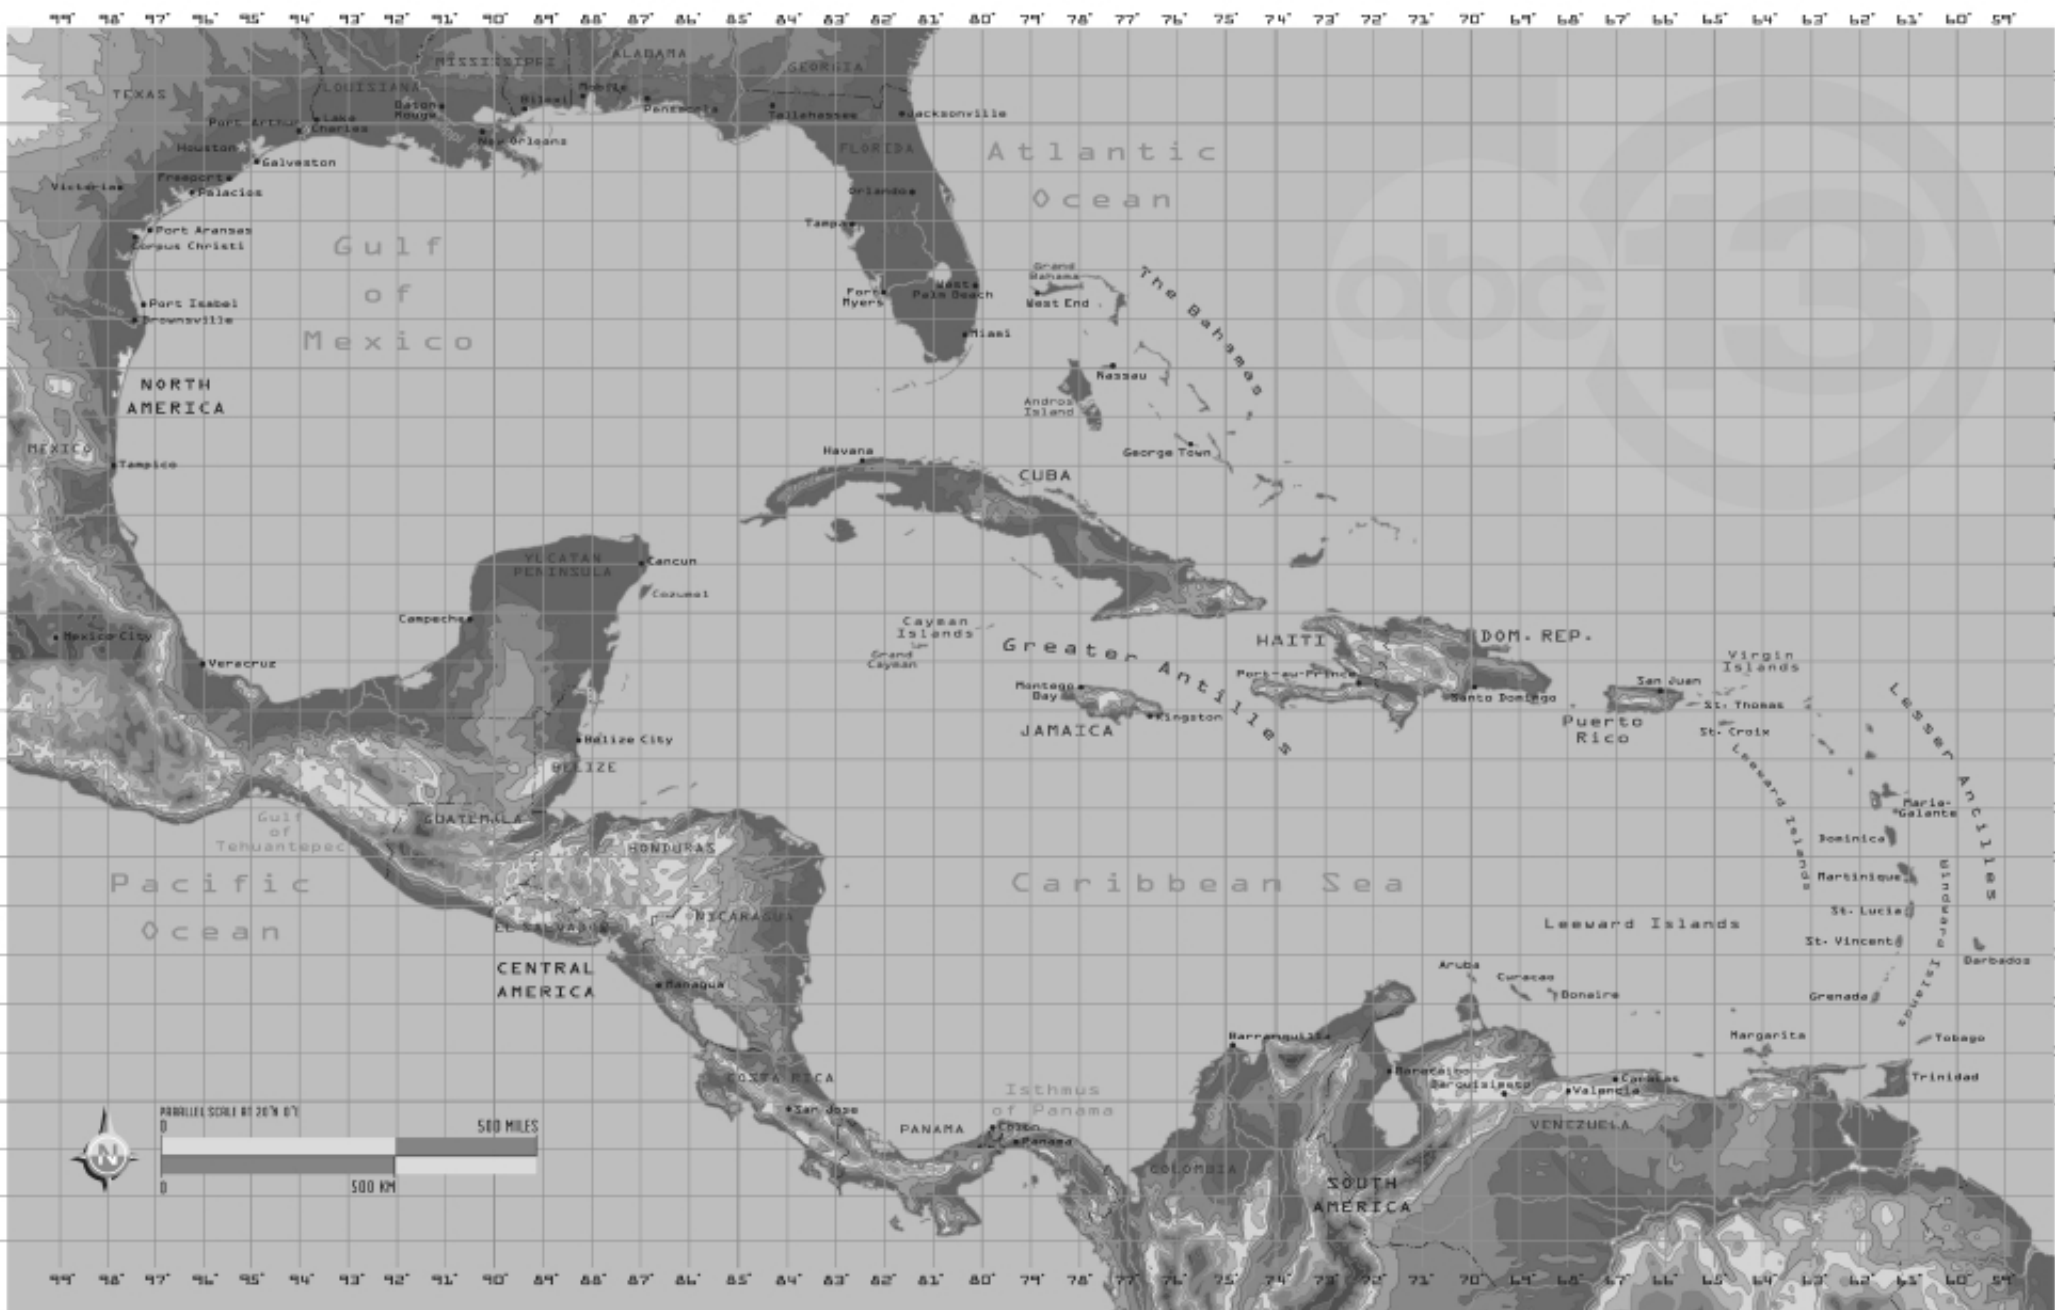 99° 98° 97° 96° 95° 94° 93° 92° 91° 90° 89° 88° 87° 86° 85° 84° 83° 82° 81° 80° 79° 78° 77° 76° 75° 74° 73° 72° 71° 70° 69° 68° 67° 66° 65° 64° 63° 62° 61° 60° 59°
ALABAMA
MISSISSIPPI
GEORGIA
TEXAS
LOUISIANA
Mobile
Biloxi
Baton
Rouge
Pensacola
Tallahassee
Jacksonville
Port Arthur
Lake
Charles
New Orleans
Houston
Galveston
FLORIDA
Atlantic
Ocean
Freeport
Victoria
Palacios
Orlando
Tampa
Port Aransas
Corpus Christi
Gulf
of
Mexico
abc
13
Grand
Bahama
West End
The Bahamas
Fort
Myers
West
Palm Beach
Port Isabel
Brownsville
Miami
Nassau
NORTH
AMERICA
Andros
Island
MEXICO
Tampico
Havana
George Town
CUBA
YUCATAN
PENINSULA
Cancun
Cozumel
Campeche
Mexico City
Veracruz
Cayman
Islands
Grand
Cayman
Greater Antilles
HAITI
DOM. REP.
Port-au-Prince
Santo Domingo
Virgin
Islands
San Juan
St. Thomas
St. Croix
Puerto
Rico
Montego
Bay
Kingston
JAMAICA
Lesser Antilles
Leeward Islands
Belize City
BELIZE
GUATEMALA
Gulf
of
Tehuantepec
HONDURAS
Marie-
Galante
Dominica
Martinique
Windward Islands
Pacific
Ocean
Caribbean Sea
NICARAGUA
EL SALVADOR
St. Lucia
Leeward Islands
St. Vincent
Barbados
CENTRAL
AMERICA
Managua
Aruba
Curacao
Bonaire
Grenada
Barranquilla
Margarita
Tobago
Maracaibo
Barquisimeto
Caracas
Valencia
Trinidad
COSTA RICA
Isthmus
of Panama
San Jose
PANAMA
Colon
Panama
VENEZUELA
COLOMBIA
SOUTH
AMERICA
PARALLEL SCALE AT 20°N 0°E
0 500 MILES
N
0 500 KM
99° 98° 97° 96° 95° 94° 93° 92° 91° 90° 89° 88° 87° 86° 85° 84° 83° 82° 81° 80° 79° 78° 77° 76° 75° 74° 73° 72° 71° 70° 69° 68° 67° 66° 65° 64° 63° 62° 61° 60° 59°